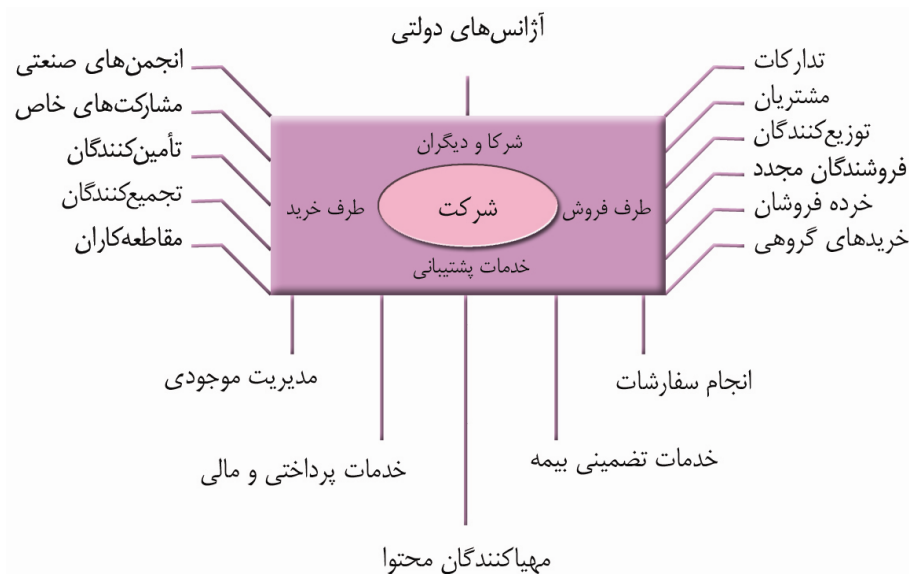 آژانس‌های دولتی
تدارکات
مشتریان
توزیع‌کنندگان
فروشندگان مجدد
خرده فروشان
خریدهای گروهی
انجمن‌های صنعتی
مشارکت‌های خاص
تأمین‌کنندگان
تجمیع‌کنندگان
مقاطعه‌کاران
شرکا و دیگران
طرف فروش
شرکت
طرف خرید
خدمات پشتیبانی
انجام سفارشات
مدیریت موجودی
خدمات تضمینی بیمه
خدمات پرداختی و مالی
مهیاکنندگان محتوا